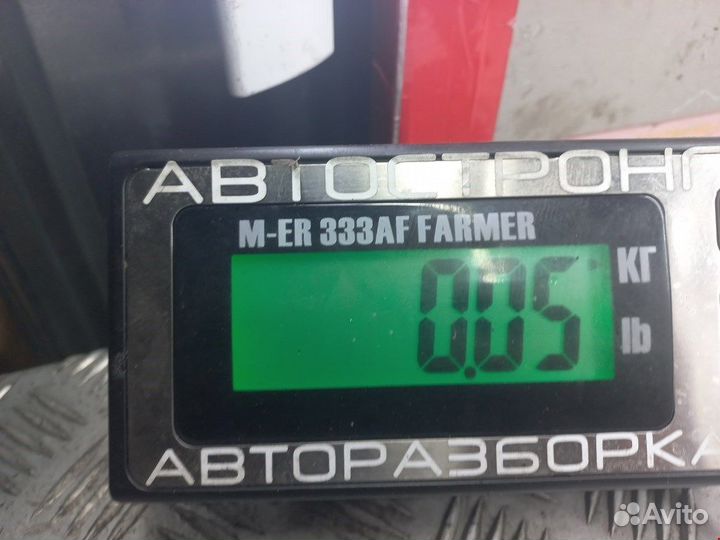 АВТОСТРОНГ
M-ER 333AF FARMER
0.05 КГ
lb
АВТОРАЗБОРКА
Avito